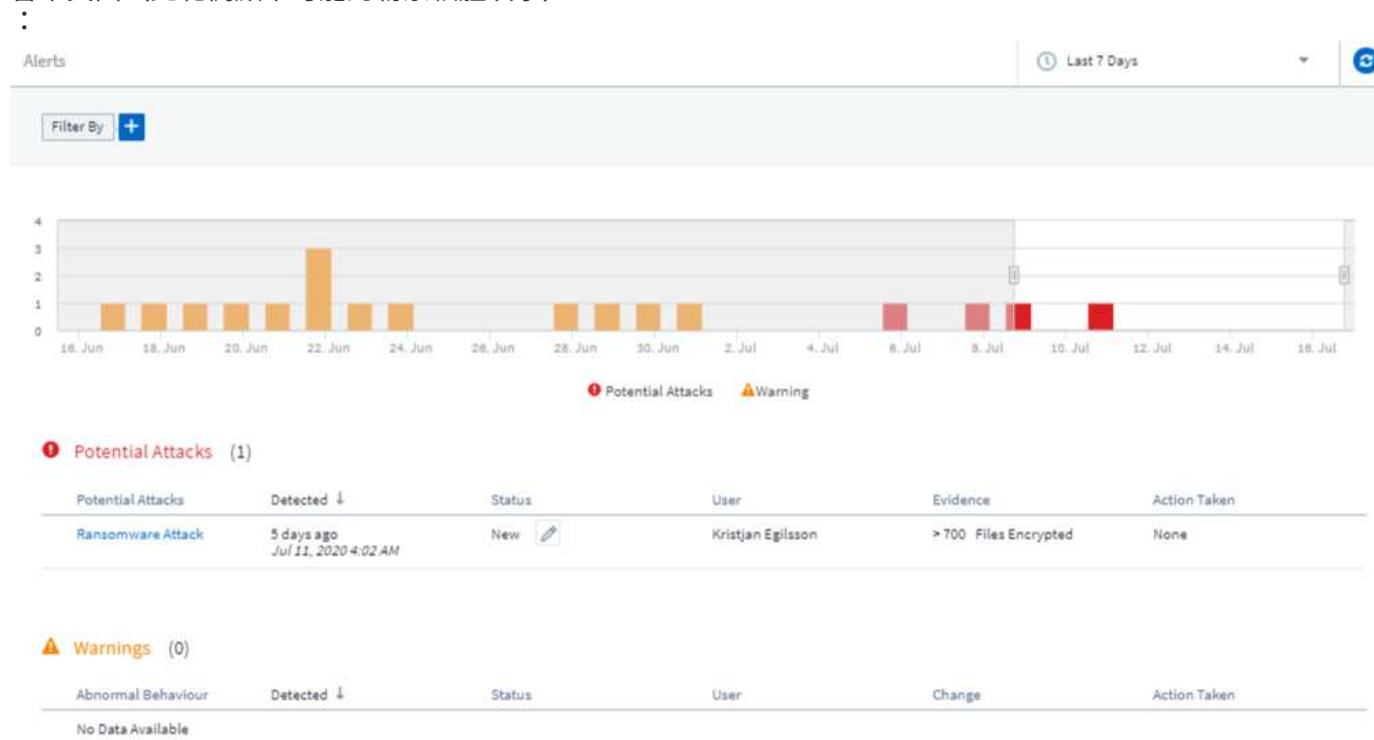 Alerts
Last 7 Days
Filter By +
4
3
2
1
0
16. Jun 18. Jun 20. Jun 22. Jun 24. Jun 26. Jun 28. Jun 30. Jun 2. Jul 4. Jul 6. Jul 8. Jul 10. Jul 12. Jul 14. Jul 16. Jul
Potential Attacks Warning
Potential Attacks (1)
Potential Attacks Detected ↓ Status User Evidence Action Taken
Ransomware Attack 5 days ago New Kristjan Egilsson > 700 Files Encrypted None
Jul 11, 2020 4:02 AM
Warnings (0)
Abnormal Behaviour Detected ↓ Status User Change Action Taken
No Data Available